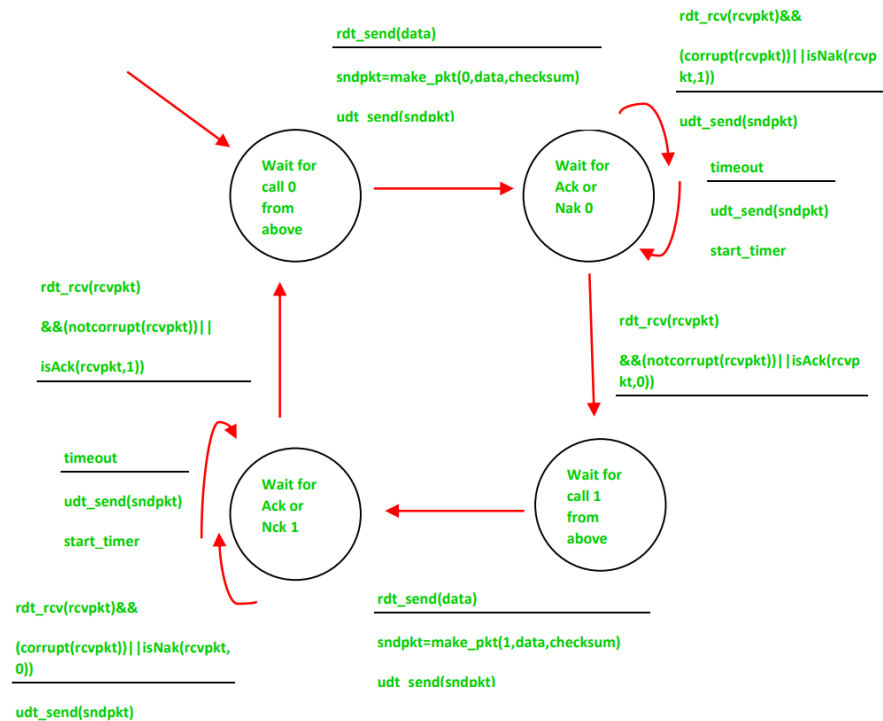 rdt_send(data)
sndpkt=make_pkt(0,data,checksum)
udt_send(sndpkt)
rdt_rcv(rcvpkt)&&
(corrupt(rcvpkt))||isNak(rcvp
kt,1))
udt_send(sndpkt)
timeout
udt_send(sndpkt)
start_timer
Wait for
call 0
from
above
Wait for
Ack or
Nak 0
rdt_rcv(rcvpkt)
&&(notcorrupt(rcvpkt))||
isAck(rcvpkt,1))
rdt_rcv(rcvpkt)
&&(notcorrupt(rcvpkt))||isAck(rcvp
kt,0))
timeout
udt_send(sndpkt)
start_timer
Wait for
Ack or
Nck 1
Wait for
call 1
from
above
rdt_rcv(rcvpkt)&&
(corrupt(rcvpkt))||isNak(rcvpkt,
0))
udt_send(sndpkt)
rdt_send(data)
sndpkt=make_pkt(1,data,checksum)
udt_send(sndpkt)